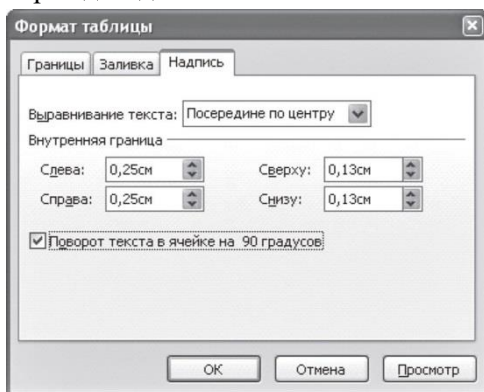 Формат таблицы
Границы Заливка Надпись
Выравнивание текста: Посередине по центру
Внутренняя граница
Слева: 0,25см Сверху: 0,13см
Справа: 0,25см Снизу: 0,13см
Поворот текста в ячейке на 90 градусов
ОК Отмена Просмотр